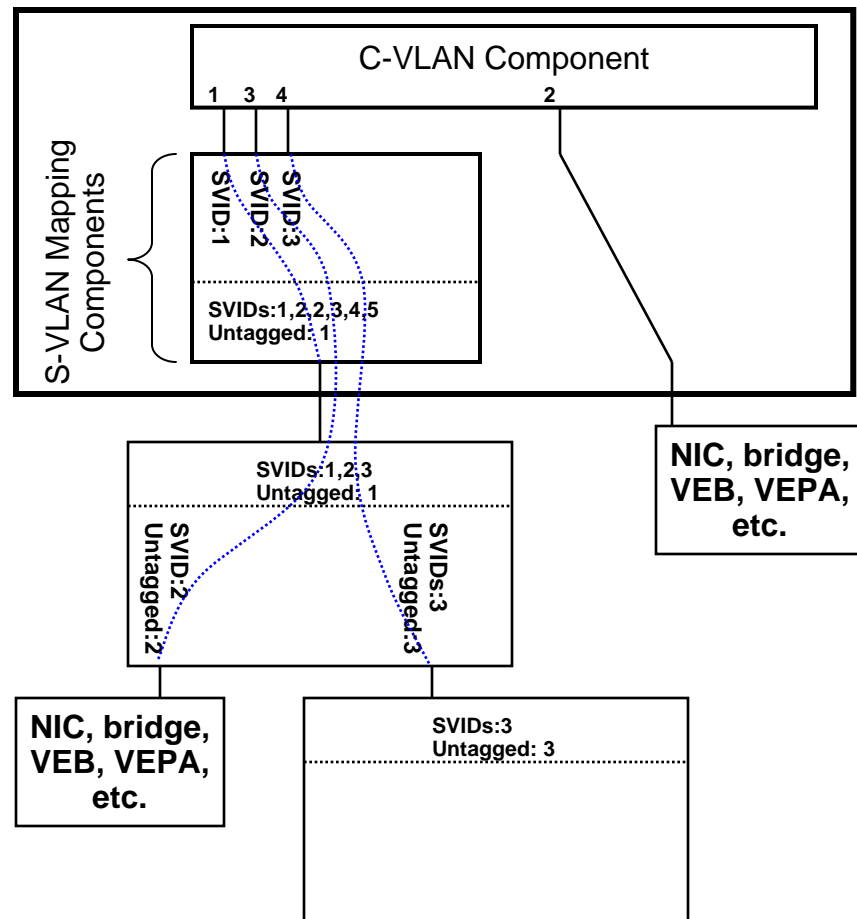 C-VLAN Component
1 3 4 2
S-VLAN Mapping
Components
SVID:1
SVID:2
SVID:3
SVIDs:1,2,2,3,4,5
Untagged: 1
SVIDs:1,2,3
Untagged: 1
NIC, bridge,
VEB, VEPA,
etc.
SVID:2
Untagged:2
SVIDs:3
Untagged:3
NIC, bridge,
VEB, VEPA,
etc.
SVIDs:3
Untagged: 3